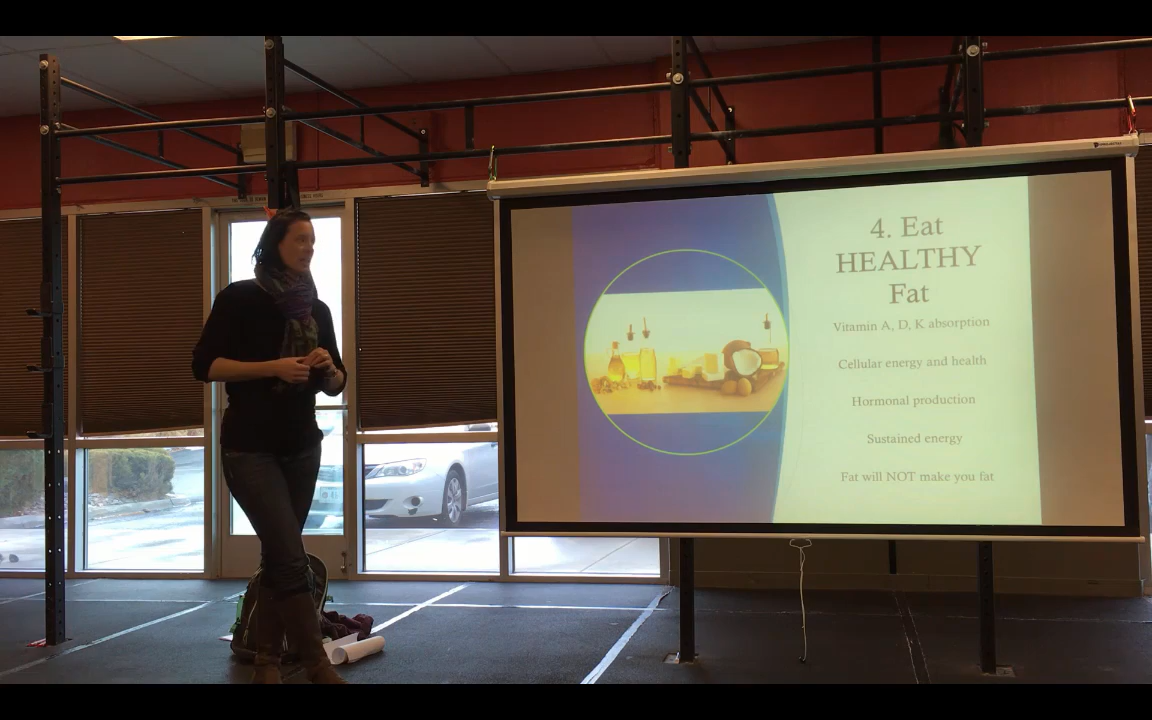 4. Eat
HEALTHY
Fat
Vitamin A, D, K absorption
Cellular energy and health
Hormonal production
Sustained energy
Fat will NOT make you fat